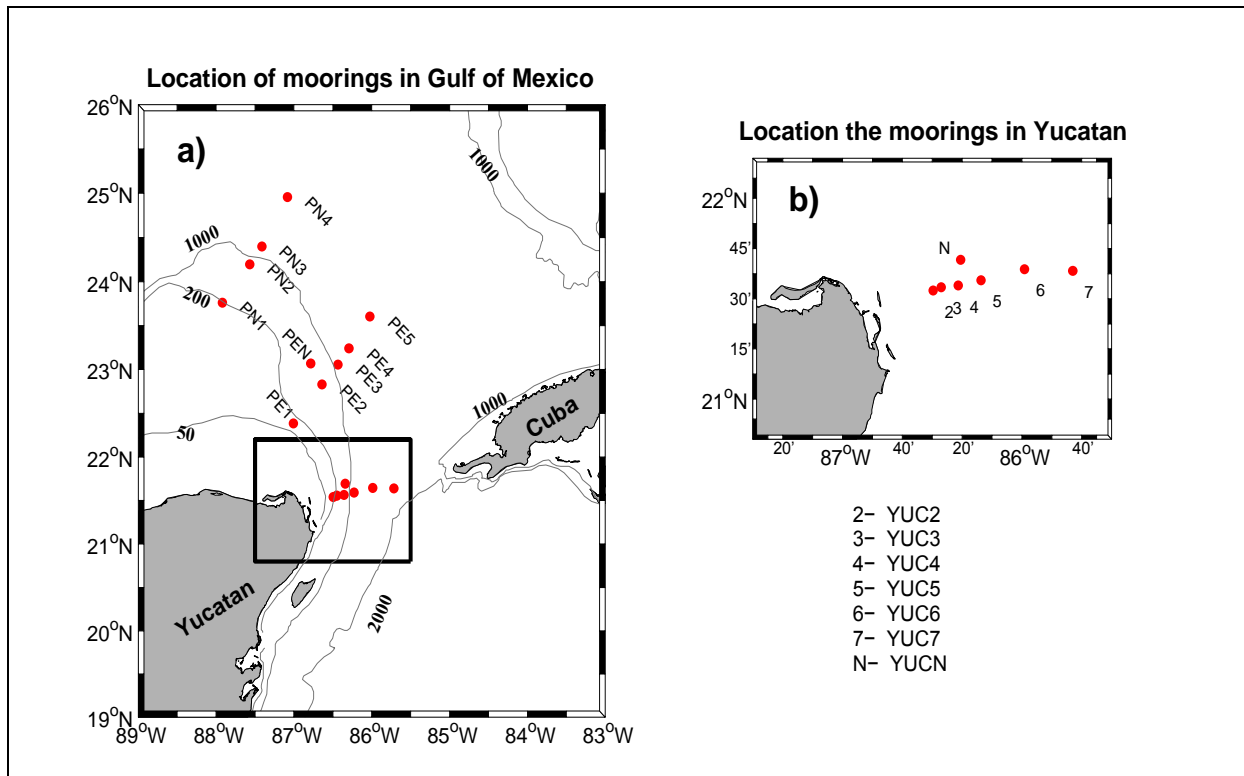 Location of moorings in Gulf of Mexico
26°N
25°N
24°N
23°N
22°N
21°N
20°N
19°N
89°W
88°W
87°W
86°W
85°W
84°W
83°W
a)
1000
1000
200
50
1000
2000
PN4
PN3
PN2
PN1
PEN
PE5
PE4
PE3
PE2
PE1
Cuba
Yucatan
Location the moorings in Yucatan
b)
22°N
45'
30'
15'
21°N
20'
87°W
40'
20'
86°W
40'
N
2
3
4
5
6
7
2− YUC2
3− YUC3
4− YUC4
5− YUC5
6− YUC6
7− YUC7
N− YUCN